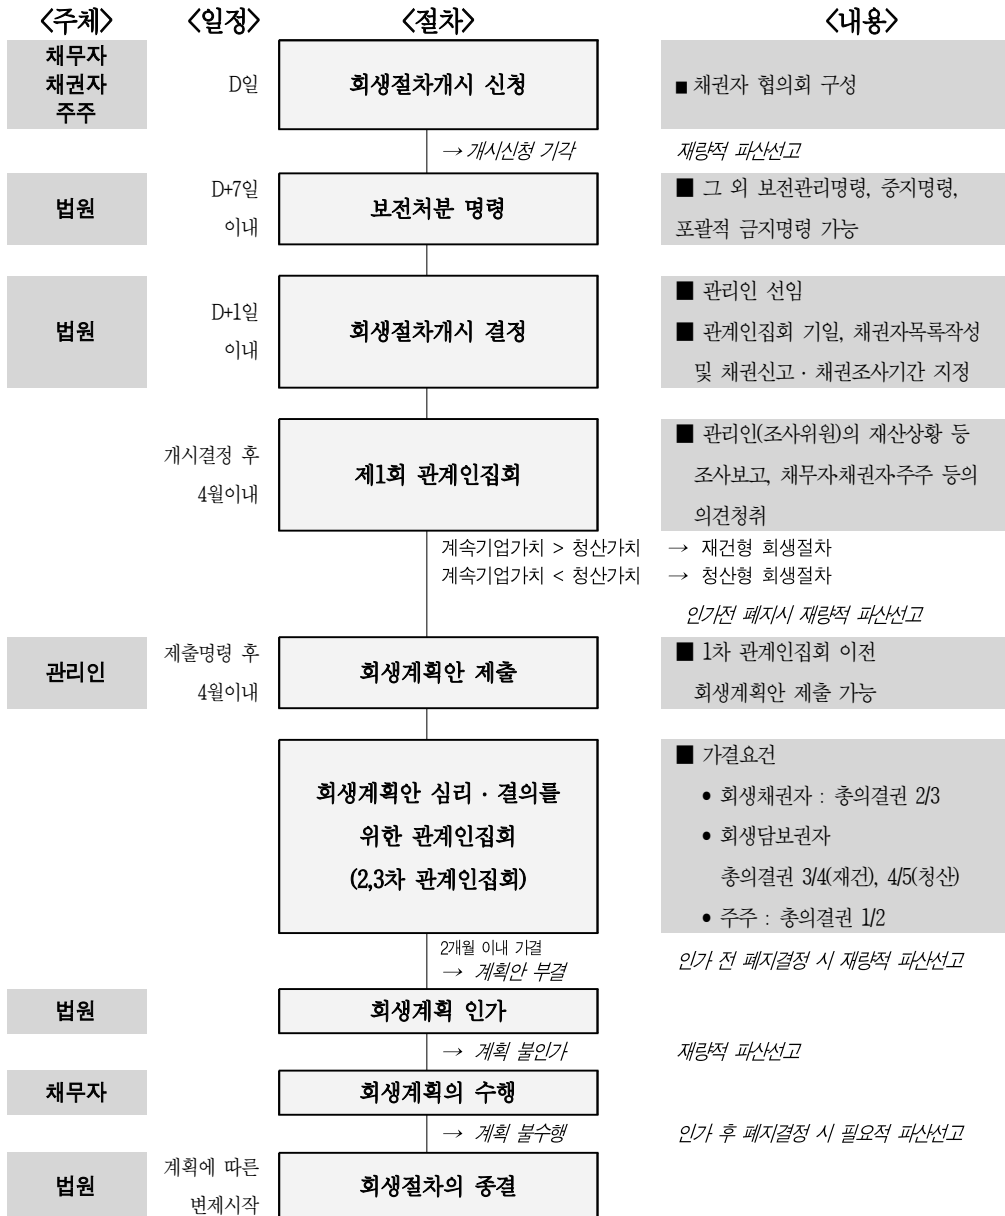 <주체> <일정> <절차> <내용>
채무자
채권자
주주
D일
회생절차개시 신청
■ 채권자 협의회 구성
→ 개시신청 기각
재량적 파산선고
법원
D+7일
이내
보전처분 명령
■ 그 외 보전관리명령, 중지명령,
포괄적 금지명령 가능
법원
D+1일
이내
회생절차개시 결정
■ 관리인 선임
■ 관계인집회 기일, 채권자목록작성
및 채권신고 · 채권조사기간 지정
개시결정 후
4월이내
제1회 관계인집회
■ 관리인(조사위원)의 재산상황 등
조사보고, 채무자·채권자·주주 등의
의견청취
계속기업가치 > 청산가치 → 재건형 회생절차
계속기업가치 < 청산가치 → 청산형 회생절차
인가전 폐지시 재량적 파산선고
관리인
제출명령 후
4월이내
회생계획안 제출
■ 1차 관계인집회 이전
회생계획안 제출 가능
회생계획안 심리 · 결의를
위한 관계인집회
(2,3차 관계인집회)
■ 가결요건
• 회생채권자 : 총의결권 2/3
• 회생담보권자
총의결권 3/4(재건), 4/5(청산)
• 주주 : 총의결권 1/2
2개월 이내 가결
→ 계획안 부결
인가 전 폐지결정 시 재량적 파산선고
법원
회생계획 인가
→ 계획 불인가
재량적 파산선고
채무자
회생계획의 수행
→ 계획 불수행
인가 후 폐지결정 시 필요적 파산선고
법원
계획에 따른
변제시작
회생절차의 종결